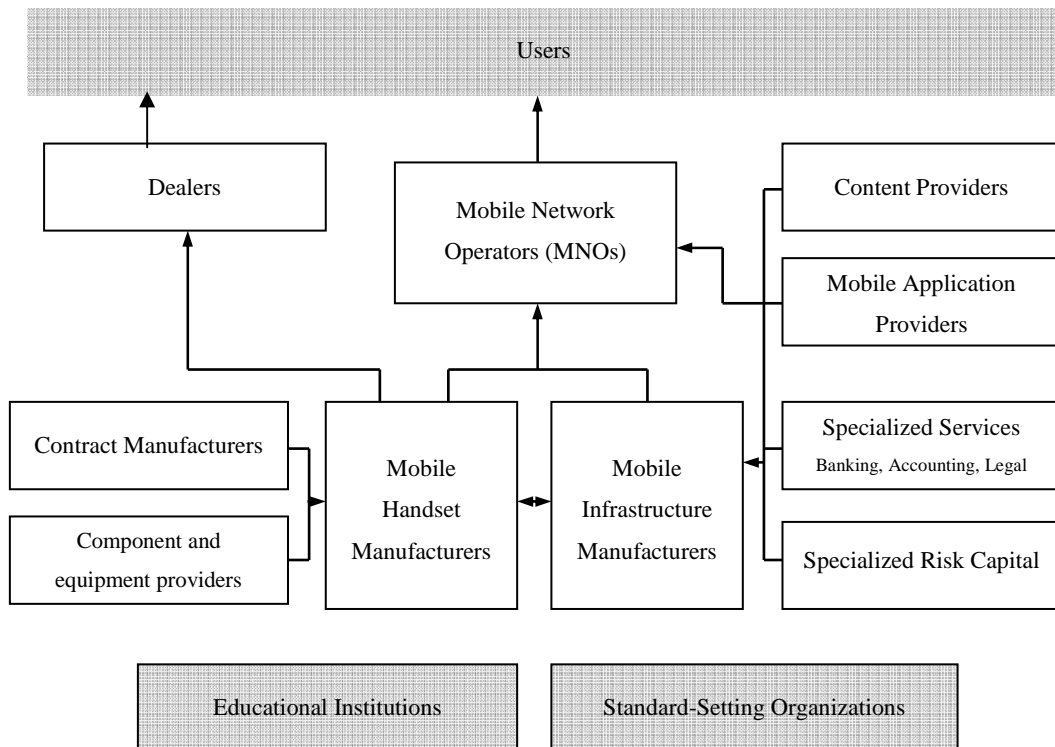 Users
Dealers
Mobile Network
Operators (MNOs)
Content Providers
Mobile Application
Providers
Contract Manufacturers
Component and
equipment providers
Mobile
Handset
Manufacturers
Mobile
Infrastructure
Manufacturers
Specialized Services
Banking, Accounting, Legal
Specialized Risk Capital
Educational Institutions
Standard-Setting Organizations